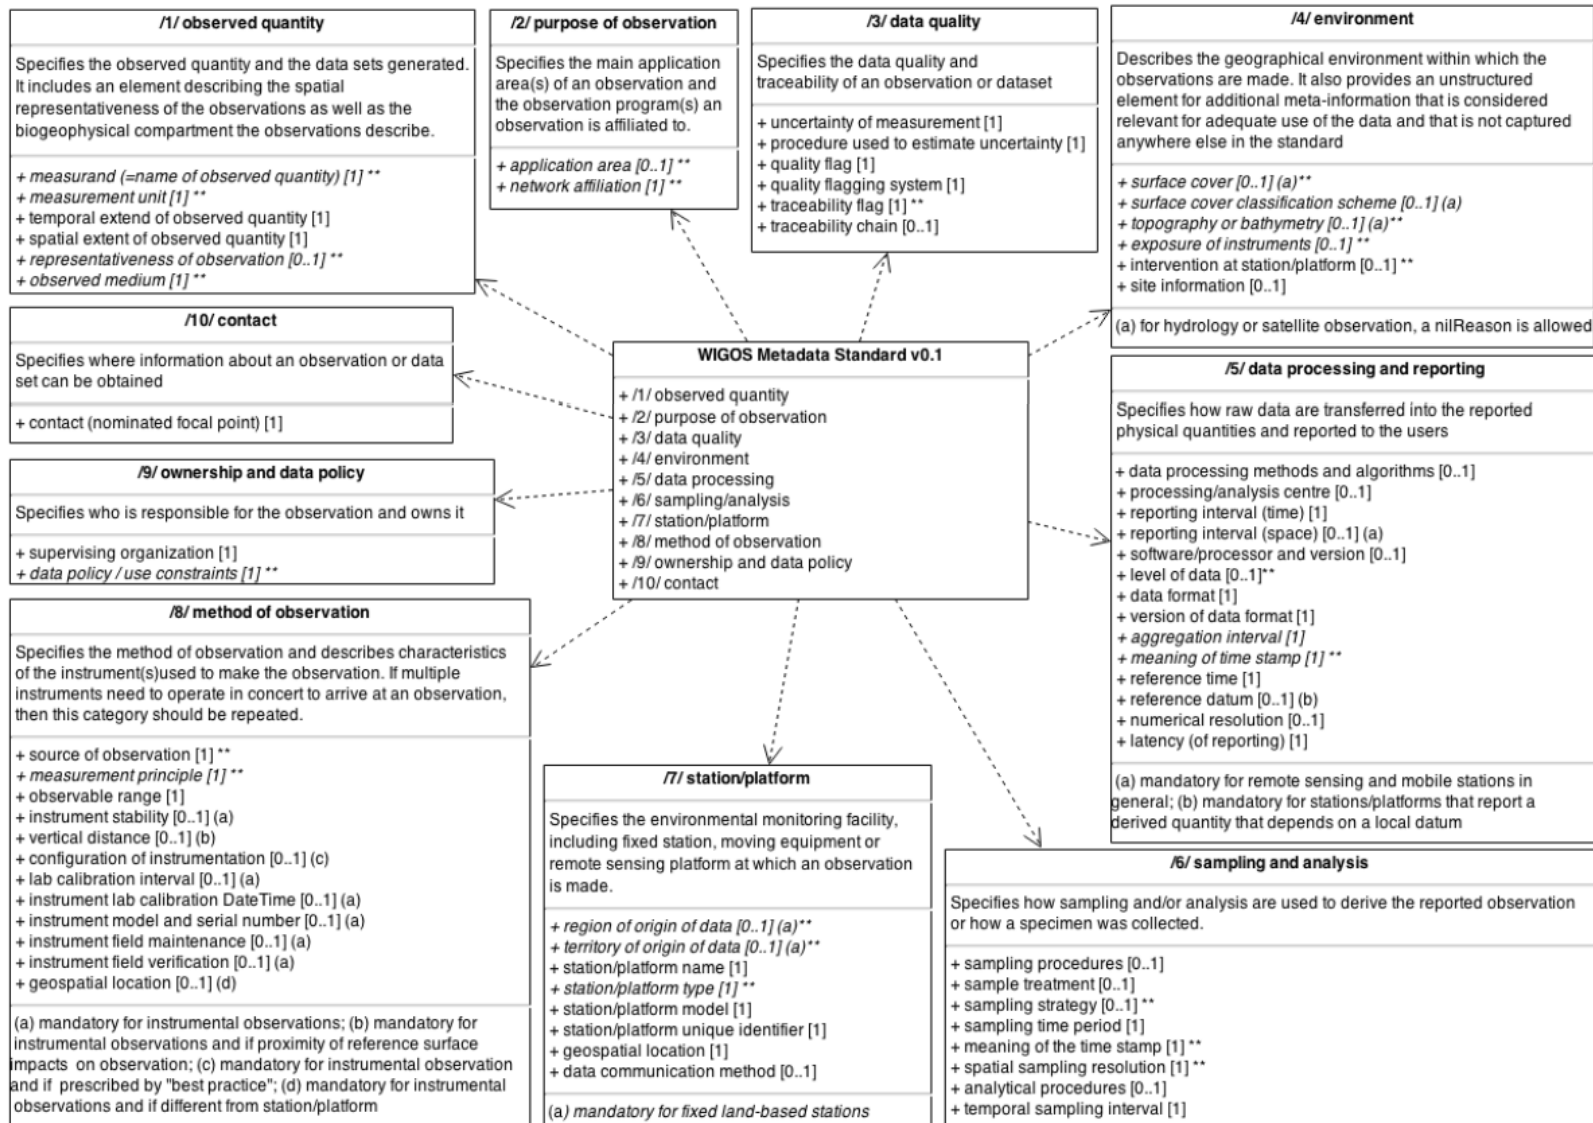 /1/ observed quantity
Specifies the observed quantity and the data sets generated.
It includes an element describing the spatial
representativeness of the observations as well as the
biogeophysical compartment the observations describe.
+ measurand (=name of observed quantity) [1] **
+ measurement unit [1] **
+ temporal extend of observed quantity [1]
+ spatial extent of observed quantity [1]
+ representativeness of observation [0..1] **
+ observed medium [1] **
/2/ purpose of observation
Specifies the main application
area(s) of an observation and
the observation program(s) an
observation is affiliated to.
+ application area [0..1] **
+ network affiliation [1] **
/3/ data quality
Specifies the data quality and
traceability of an observation or dataset
+ uncertainty of measurement [1]
+ procedure used to estimate uncertainty [1]
+ quality flag [1]
+ quality flagging system [1]
+ traceability flag [1] **
+ traceability chain [0..1]
/4/ environment
Describes the geographical environment within which the
observations are made. It also provides an unstructured
element for additional meta-information that is considered
relevant for adequate use of the data and that is not captured
anywhere else in the standard
+ surface cover [0..1] (a)**
+ surface cover classification scheme [0..1] (a)
+ topography or bathymetry [0..1] (a)**
+ exposure of instruments [0..1] **
+ intervention at station/platform [0..1] **
+ site information [0..1]
(a) for hydrology or satellite observation, a nilReason is allowed
/10/ contact
Specifies where information about an observation or data
set can be obtained
+ contact (nominated focal point) [1]
WIGOS Metadata Standard v0.1
+ /1/ observed quantity
+ /2/ purpose of observation
+ /3/ data quality
+ /4/ environment
+ /5/ data processing
+ /6/ sampling/analysis
+ /7/ station/platform
+ /8/ method of observation
+ /9/ ownership and data policy
+ /10/ contact
/5/ data processing and reporting
Specifies how raw data are transferred into the reported
physical quantities and reported to the users
+ data processing methods and algorithms [0..1]
+ processing/analysis centre [0..1]
+ reporting interval (time) [1]
+ reporting interval (space) [0..1] (a)
+ software/processor and version [0..1]
+ level of data [0..1]**
+ data format [1]
+ version of data format [1]
+ aggregation interval [1]
+ meaning of time stamp [1] **
+ reference time [1]
+ reference datum [0..1] (b)
+ numerical resolution [0..1]
+ latency (of reporting) [1]
(a) mandatory for remote sensing and mobile stations in
general; (b) mandatory for stations/platforms that report a
derived quantity that depends on a local datum
/9/ ownership and data policy
Specifies who is responsible for the observation and owns it
+ supervising organization [1]
+ data policy / use constraints [1] **
/8/ method of observation
Specifies the method of observation and describes characteristics
of the instrument(s)used to make the observation. If multiple
instruments need to operate in concert to arrive at an observation,
then this category should be repeated.
+ source of observation [1] **
+ measurement principle [1] **
+ observable range [1]
+ instrument stability [0..1] (a)
+ vertical distance [0..1] (b)
+ configuration of instrumentation [0..1] (c)
+ lab calibration interval [0..1] (a)
+ instrument lab calibration DateTime [0..1] (a)
+ instrument model and serial number [0..1] (a)
+ instrument field maintenance [0..1] (a)
+ instrument field verification [0..1] (a)
+ geospatial location [0..1] (d)
(a) mandatory for instrumental observations; (b) mandatory for
instrumental observations and if proximity of reference surface
impacts on observation; (c) mandatory for instrumental observation
and if prescribed by "best practice"; (d) mandatory for instrumental
observations and if different from station/platform
/7/ station/platform
Specifies the environmental monitoring facility,
including fixed station, moving equipment or
remote sensing platform at which an observation
is made.
+ region of origin of data [0..1] (a)**
+ territory of origin of data [0..1] (a)**
+ station/platform name [1]
+ station/platform type [1] **
+ station/platform model [1]
+ station/platform unique identifier [1]
+ geospatial location [1]
+ data communication method [0..1]
(a) mandatory for fixed land-based stations
/6/ sampling and analysis
Specifies how sampling and/or analysis are used to derive the reported observation
or how a specimen was collected.
+ sampling procedures [0..1]
+ sample treatment [0..1]
+ sampling strategy [0..1] **
+ sampling time period [1]
+ meaning of the time stamp [1] **
+ spatial sampling resolution [1] **
+ analytical procedures [0..1]
+ temporal sampling interval [1]